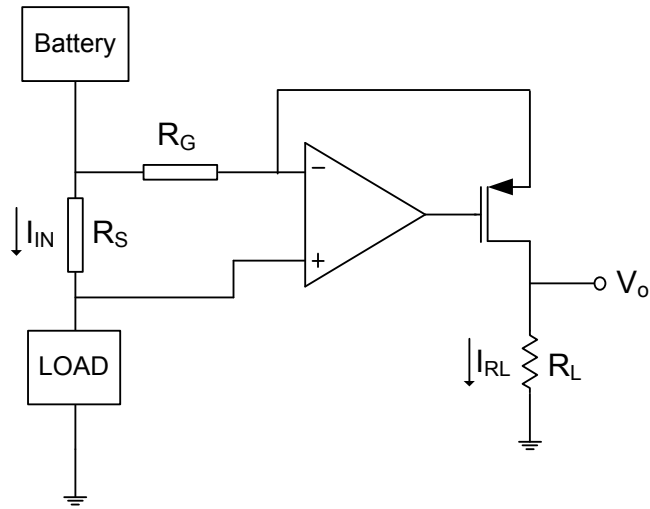 Battery
R_G
−
I_IN
R_S
+
V_o
LOAD
I_RL
R_L